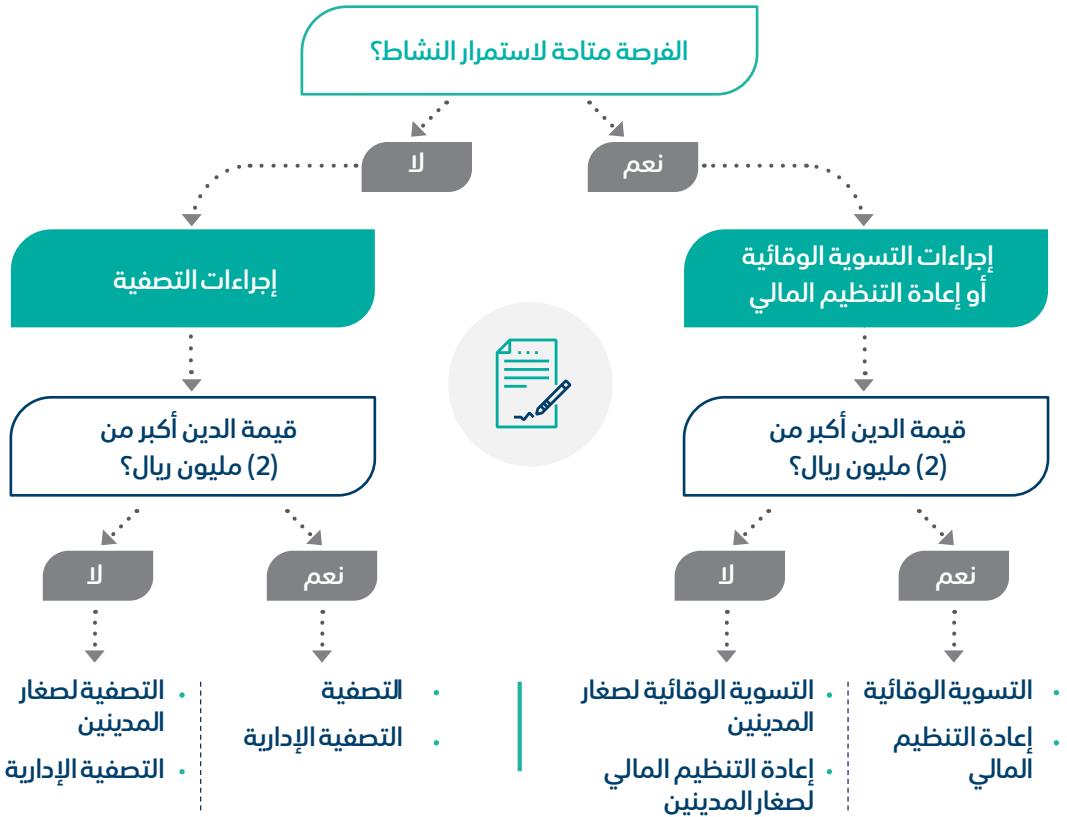 الفرصة متاحة لاستمرار النشاط؟
نعم
لا
إجراءات التسوية الوقائية
أو إعادة التنظيم المالي
إجراءات التصفية
قيمة الدين أكبر من
(2) مليون ريال؟
قيمة الدين أكبر من
(2) مليون ريال؟
نعم
لا
نعم
لا
• التسوية الوقائية
• إعادة التنظيم
المالي
• التسوية الوقائية لصغار
المدينين
• إعادة التنظيم المالي
لصغار المدينين
• التصفية
• التصفية الإدارية
• التصفية لصغار
المدينين
• التصفية الإدارية